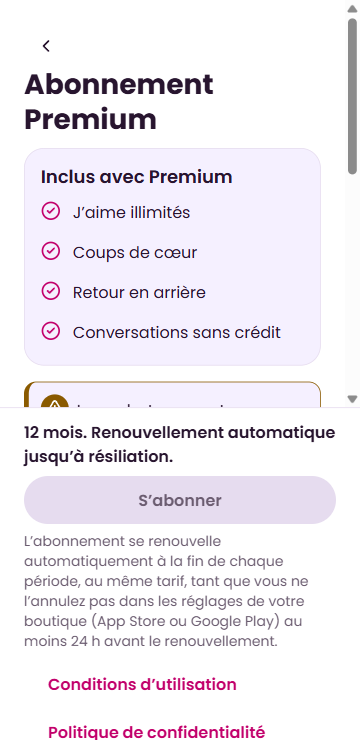 Abonnement
Premium
Inclus avec Premium
J’aime illimités
Coups de cœur
Retour en arrière
Conversations sans crédit
12 mois. Renouvellement automatique
jusqu’à résiliation.
S’abonner
L’abonnement se renouvelle
automatiquement à la fin de chaque
période, au même tarif, tant que vous ne
l’annulez pas dans les réglages de votre
boutique (App Store ou Google Play) au
moins 24 h avant le renouvellement.
Conditions d’utilisation
Politique de confidentialité